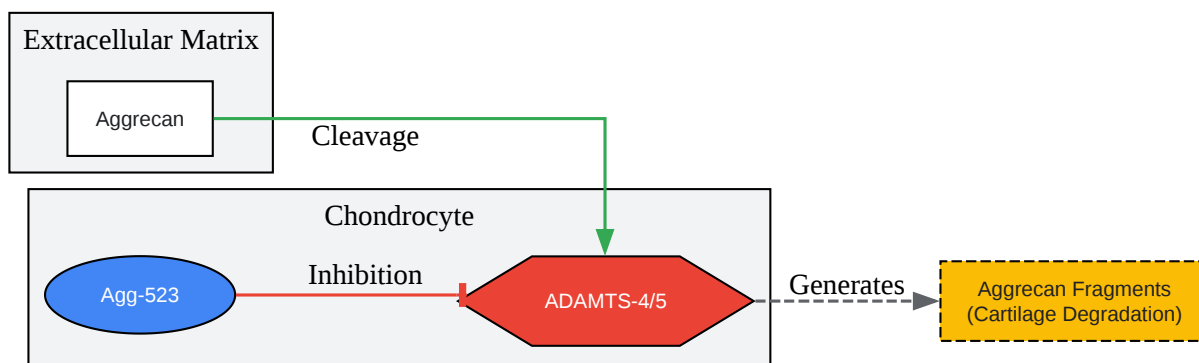 Extracellular Matrix
Aggrecan
Cleavage
Chondrocyte
Agg-523
Inhibition
ADAMTS-4/5
Generates
Aggrecan Fragments
(Cartilage Degradation)